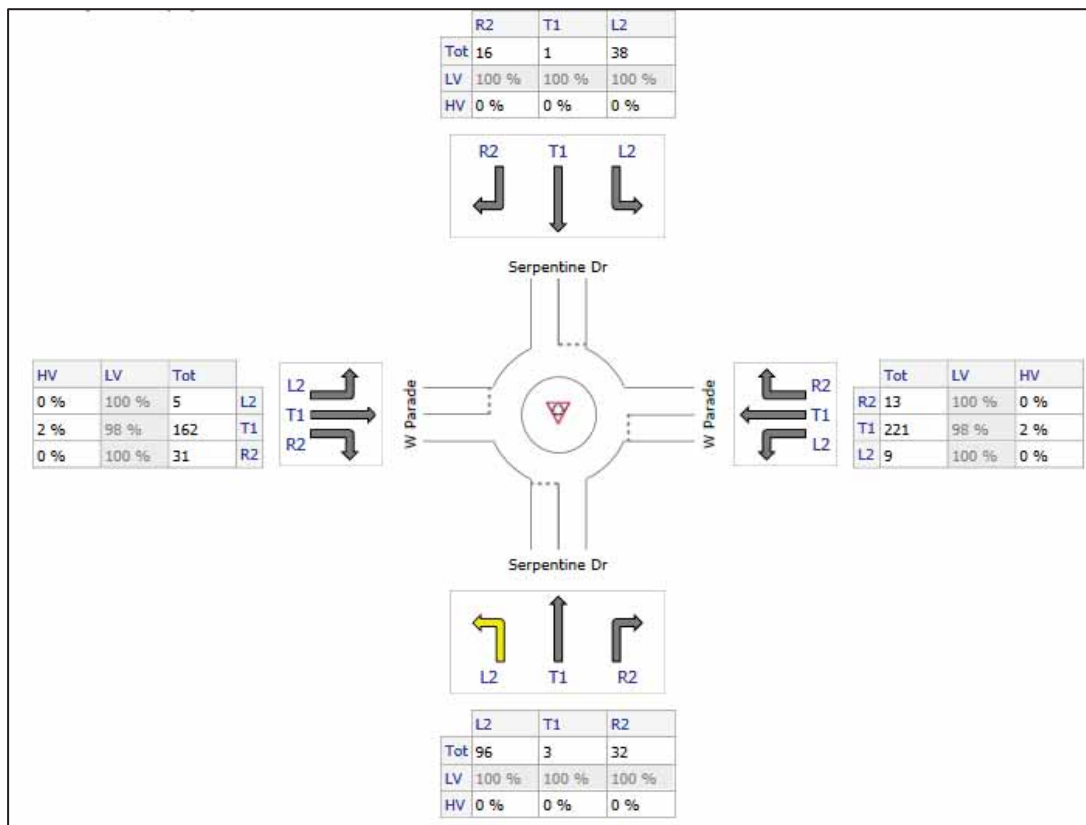 R2 T1 L2
Tot 16 1 38
LV 100 % 100 % 100 %
HV 0 % 0 % 0 %
R2 T1 L2
Serpentine Dr
HV LV Tot
0 % 100 % 5 L2
2 % 98 % 162 T1
0 % 100 % 31 R2
L2
T1
R2
W Parade
W Parade
R2
T1
L2
Tot LV HV
R2 13 100 % 0 %
T1 221 98 % 2 %
L2 9 100 % 0 %
Serpentine Dr
L2 T1 R2
L2 T1 R2
Tot 96 3 32
LV 100 % 100 % 100 %
HV 0 % 0 % 0 %